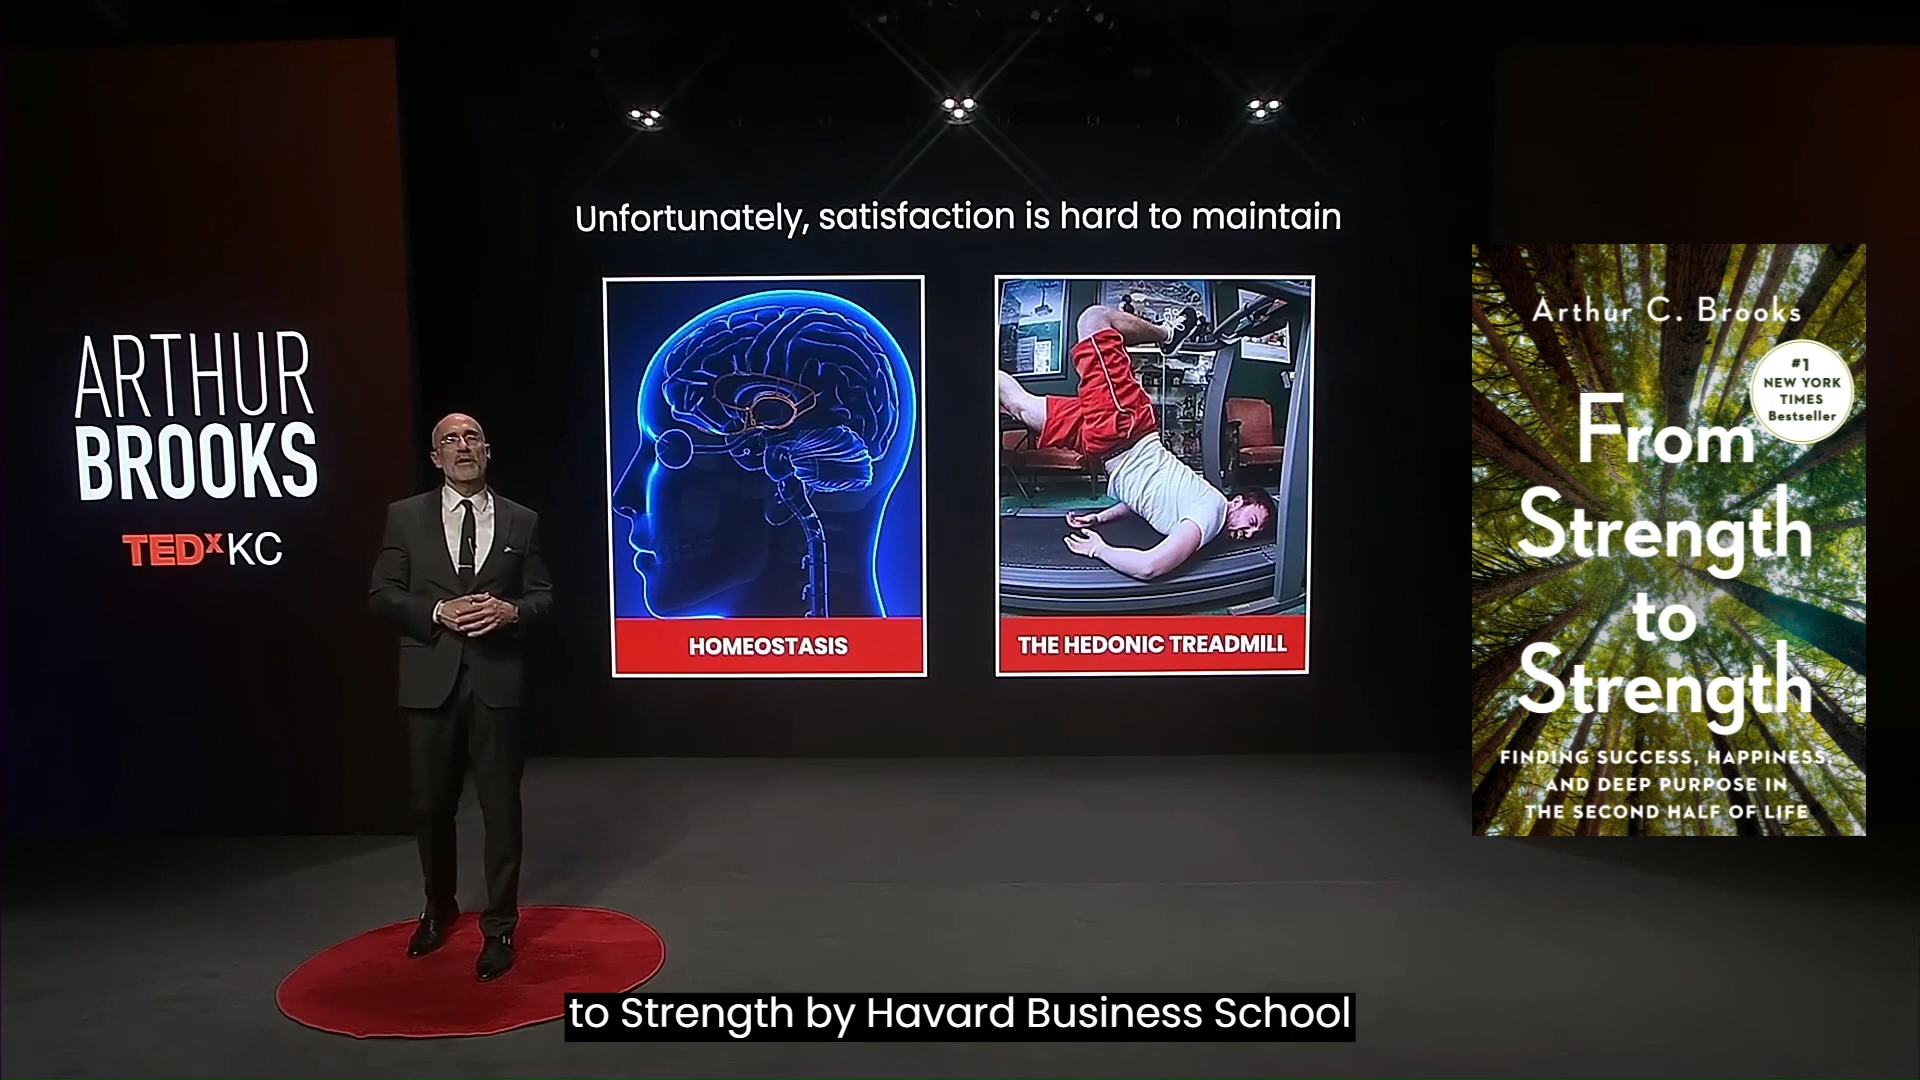 ARTHUR
BROOKS
TEDxKC
Unfortunately, satisfaction is hard to maintain
HOMEOSTASIS
THE HEDONIC TREADMILL
Arthur C. Brooks
#1
NEW YORK
TIMES
Bestseller
From
Strength
to
Strength
FINDING SUCCESS, HAPPINESS,
AND DEEP PURPOSE IN
THE SECOND HALF OF LIFE
to Strength by Havard Business School